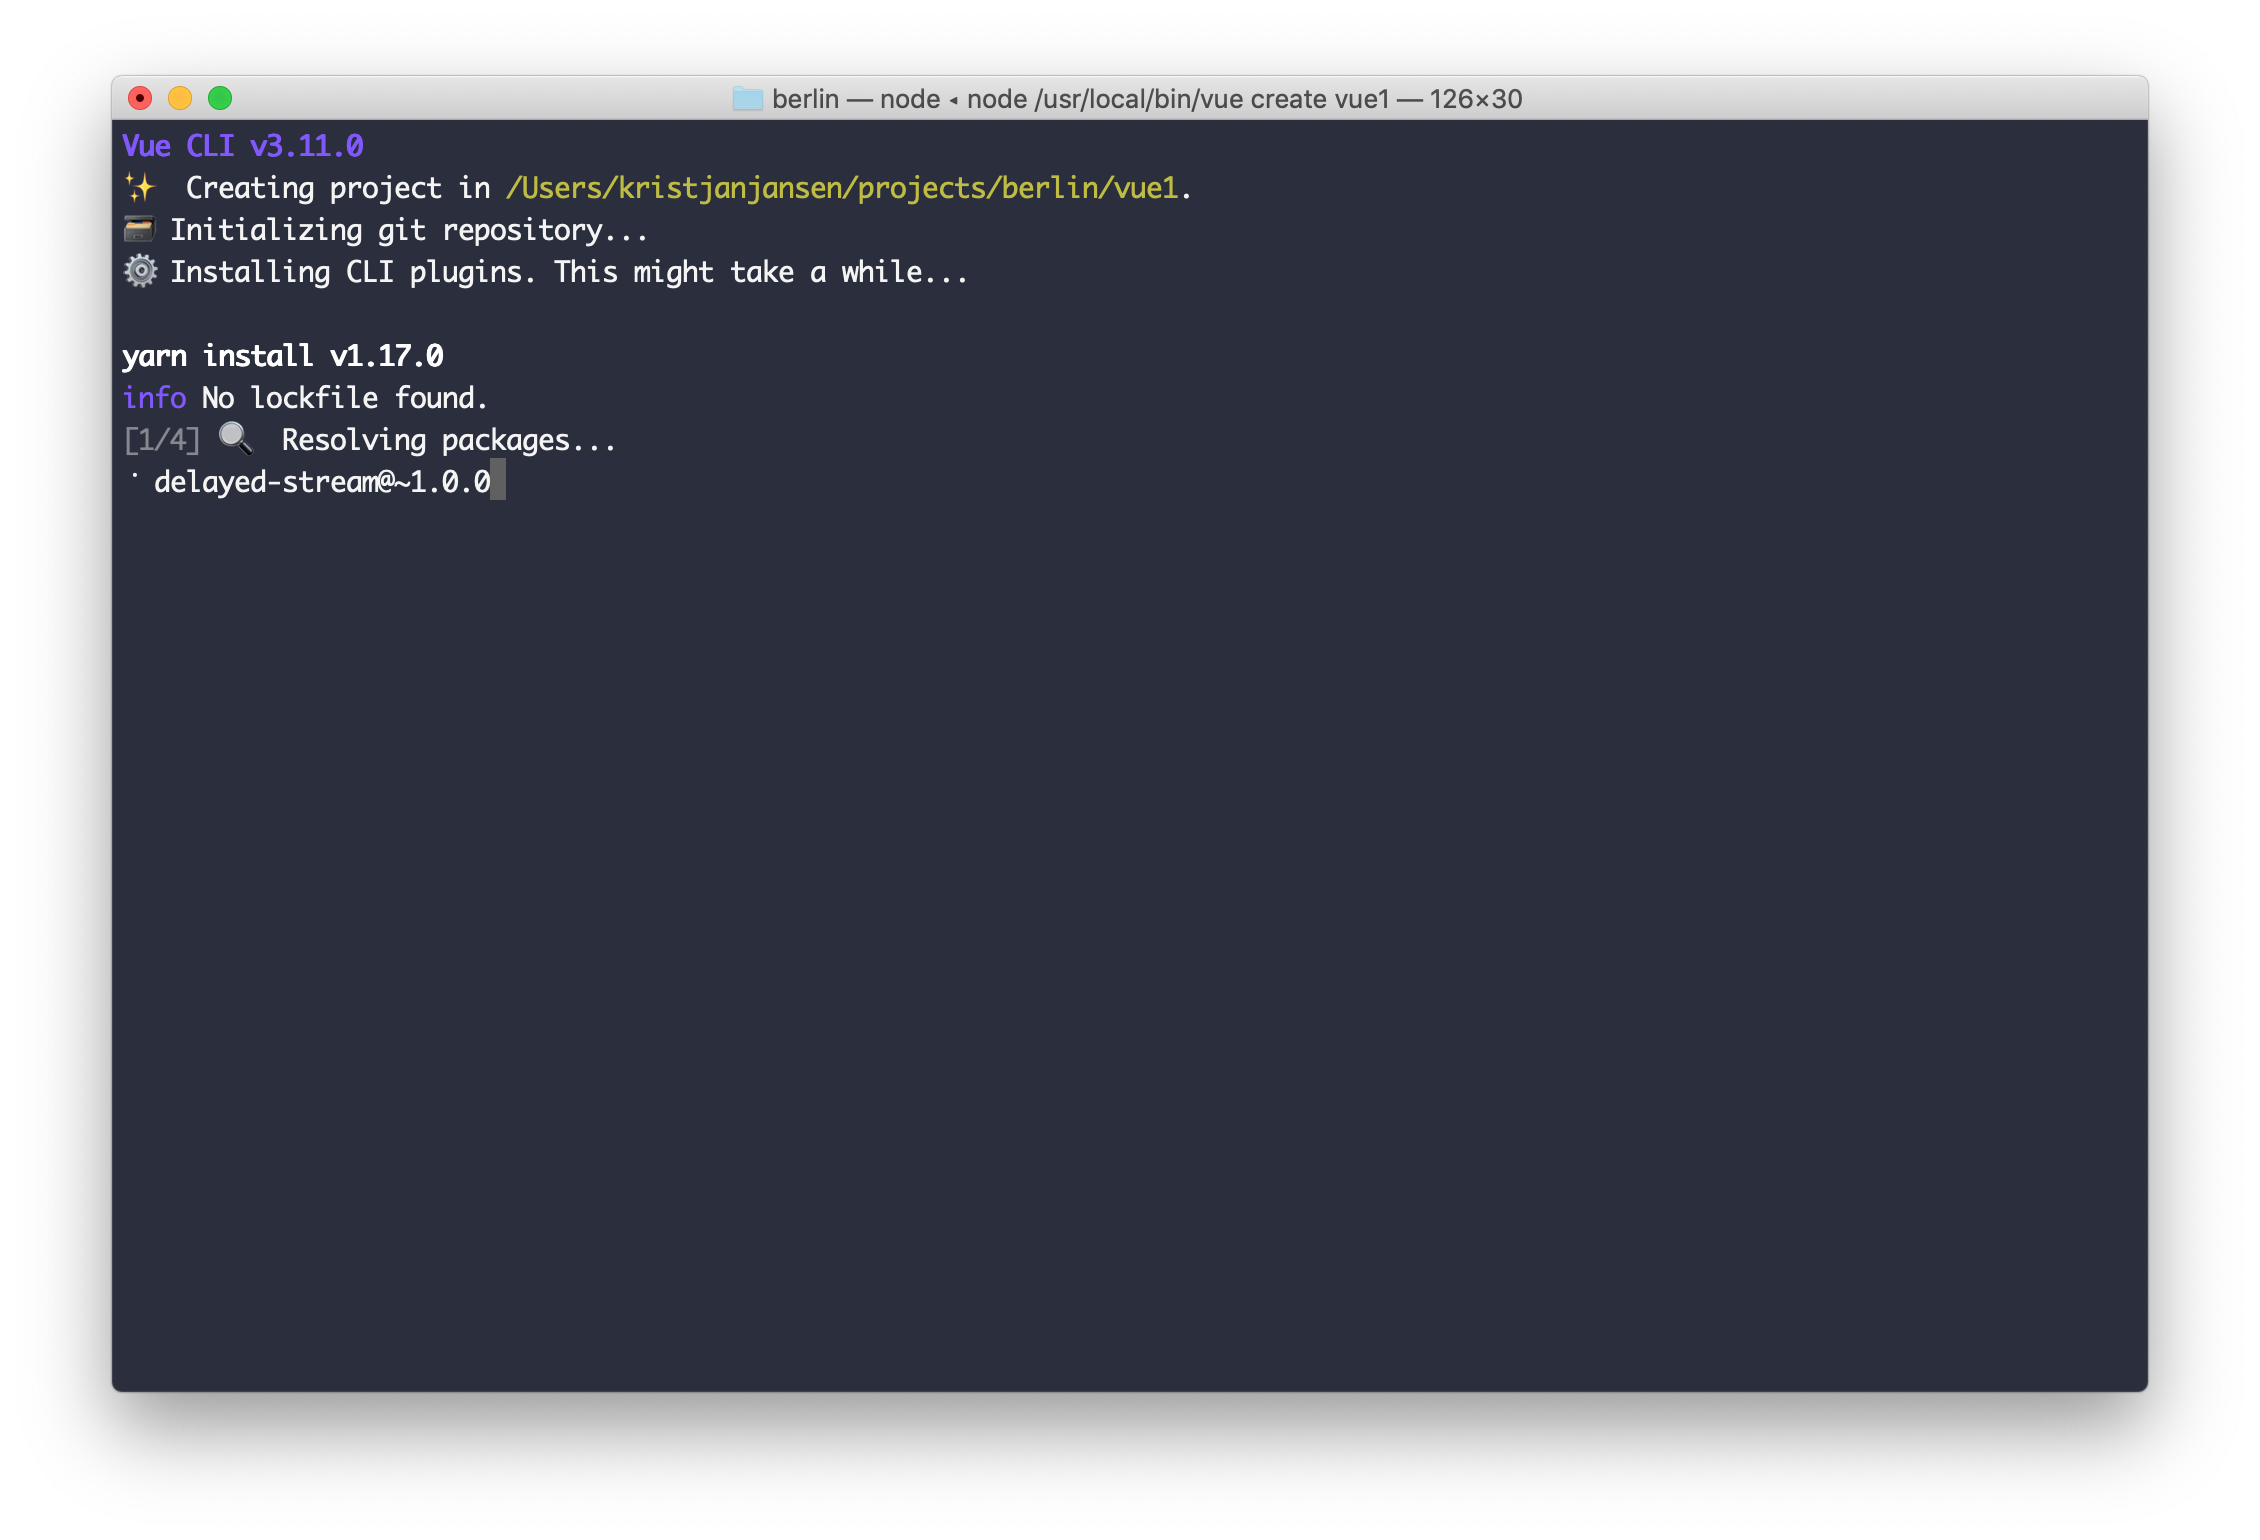 berlin — node ◂ node /usr/local/bin/vue create vue1 — 126×30
Vue CLI v3.11.0
✨ Creating project in /Users/kristjanjansen/projects/berlin/vue1.
🗃 Initializing git repository...
⚙ Installing CLI plugins. This might take a while...
yarn install v1.17.0
info No lockfile found.
[1/4] 🔍 Resolving packages...
⠈ delayed-stream@~1.0.0